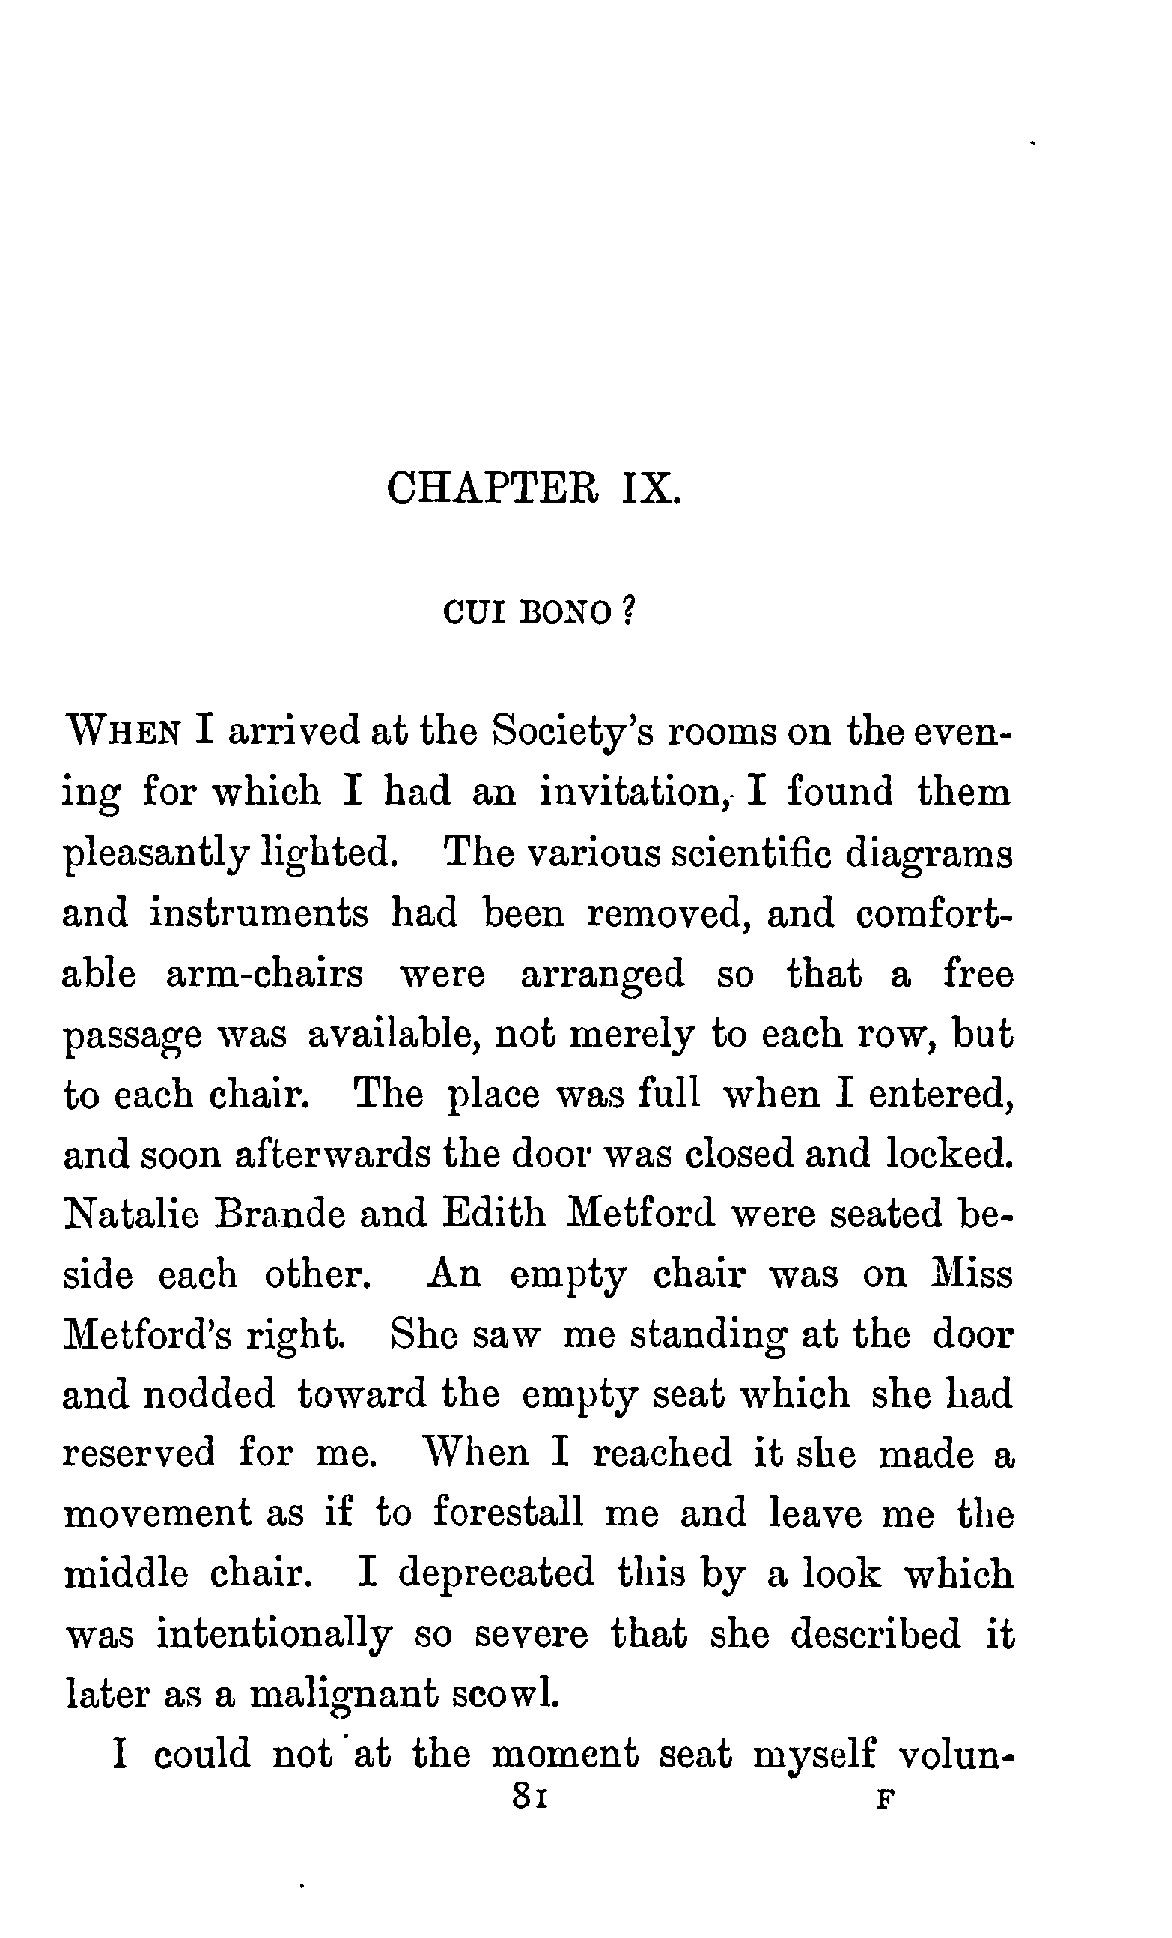 CHAPTER IX.
CUI BONO ?
WHEN I arrived at the Society's rooms on the even-
ing for which I had an invitation, I found them
pleasantly lighted. The various scientific diagrams
and instruments had been removed, and comfort-
able arm-chairs were arranged so that a free
passage was available, not merely to each row, but
to each chair. The place was full when I entered,
and soon afterwards the door was closed and locked.
Natalie Brande and Edith Metford were seated be-
side each other. An empty chair was on Miss
Metford's right. She saw me standing at the door
and nodded toward the empty seat which she had
reserved for me. When I reached it she made a
movement as if to forestall me and leave me the
middle chair. I deprecated this by a look which
was intentionally so severe that she described it
later as a malignant scowl.
I could not at the moment seat myself volun-
81 F